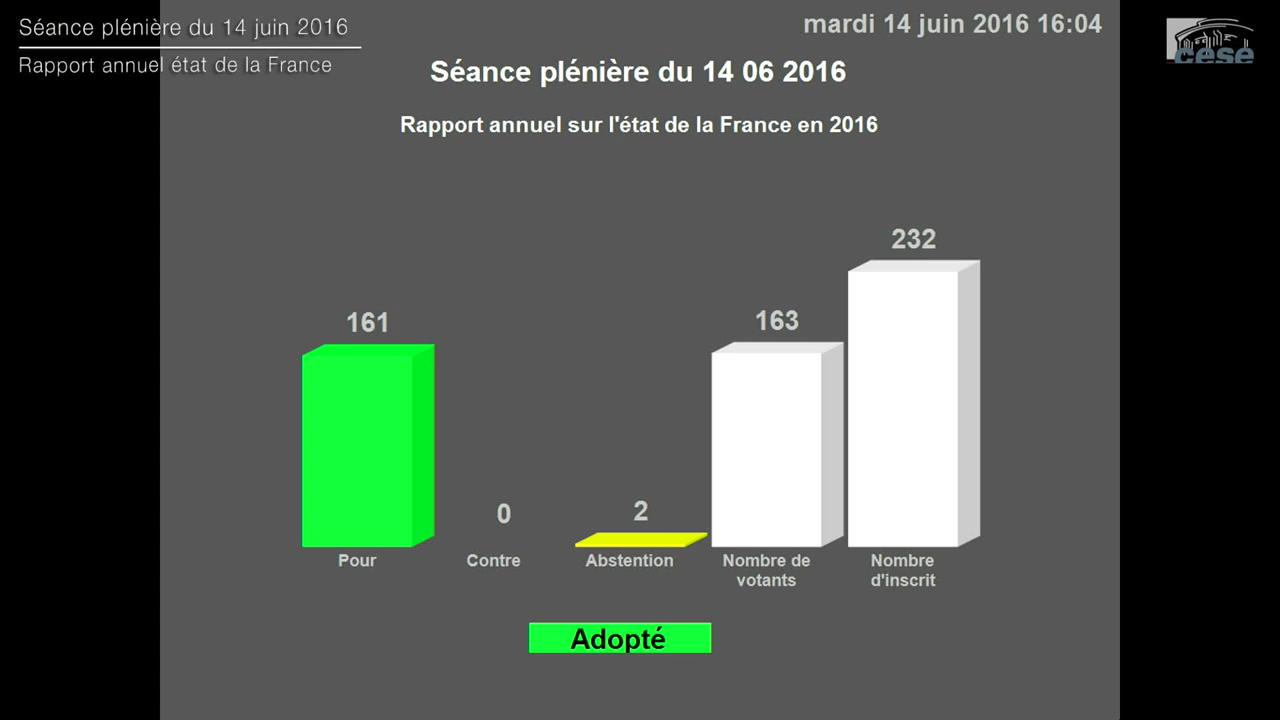 Séance plénière du 14 juin 2016
Rapport annuel état de la France
mardi 14 juin 2016 16:04
cese
Séance plénière du 14 06 2016
Rapport annuel sur l'état de la France en 2016
232
161
163
0
2
Pour
Contre
Abstention
Nombre de
votants
Nombre
d'inscrit
Adopté